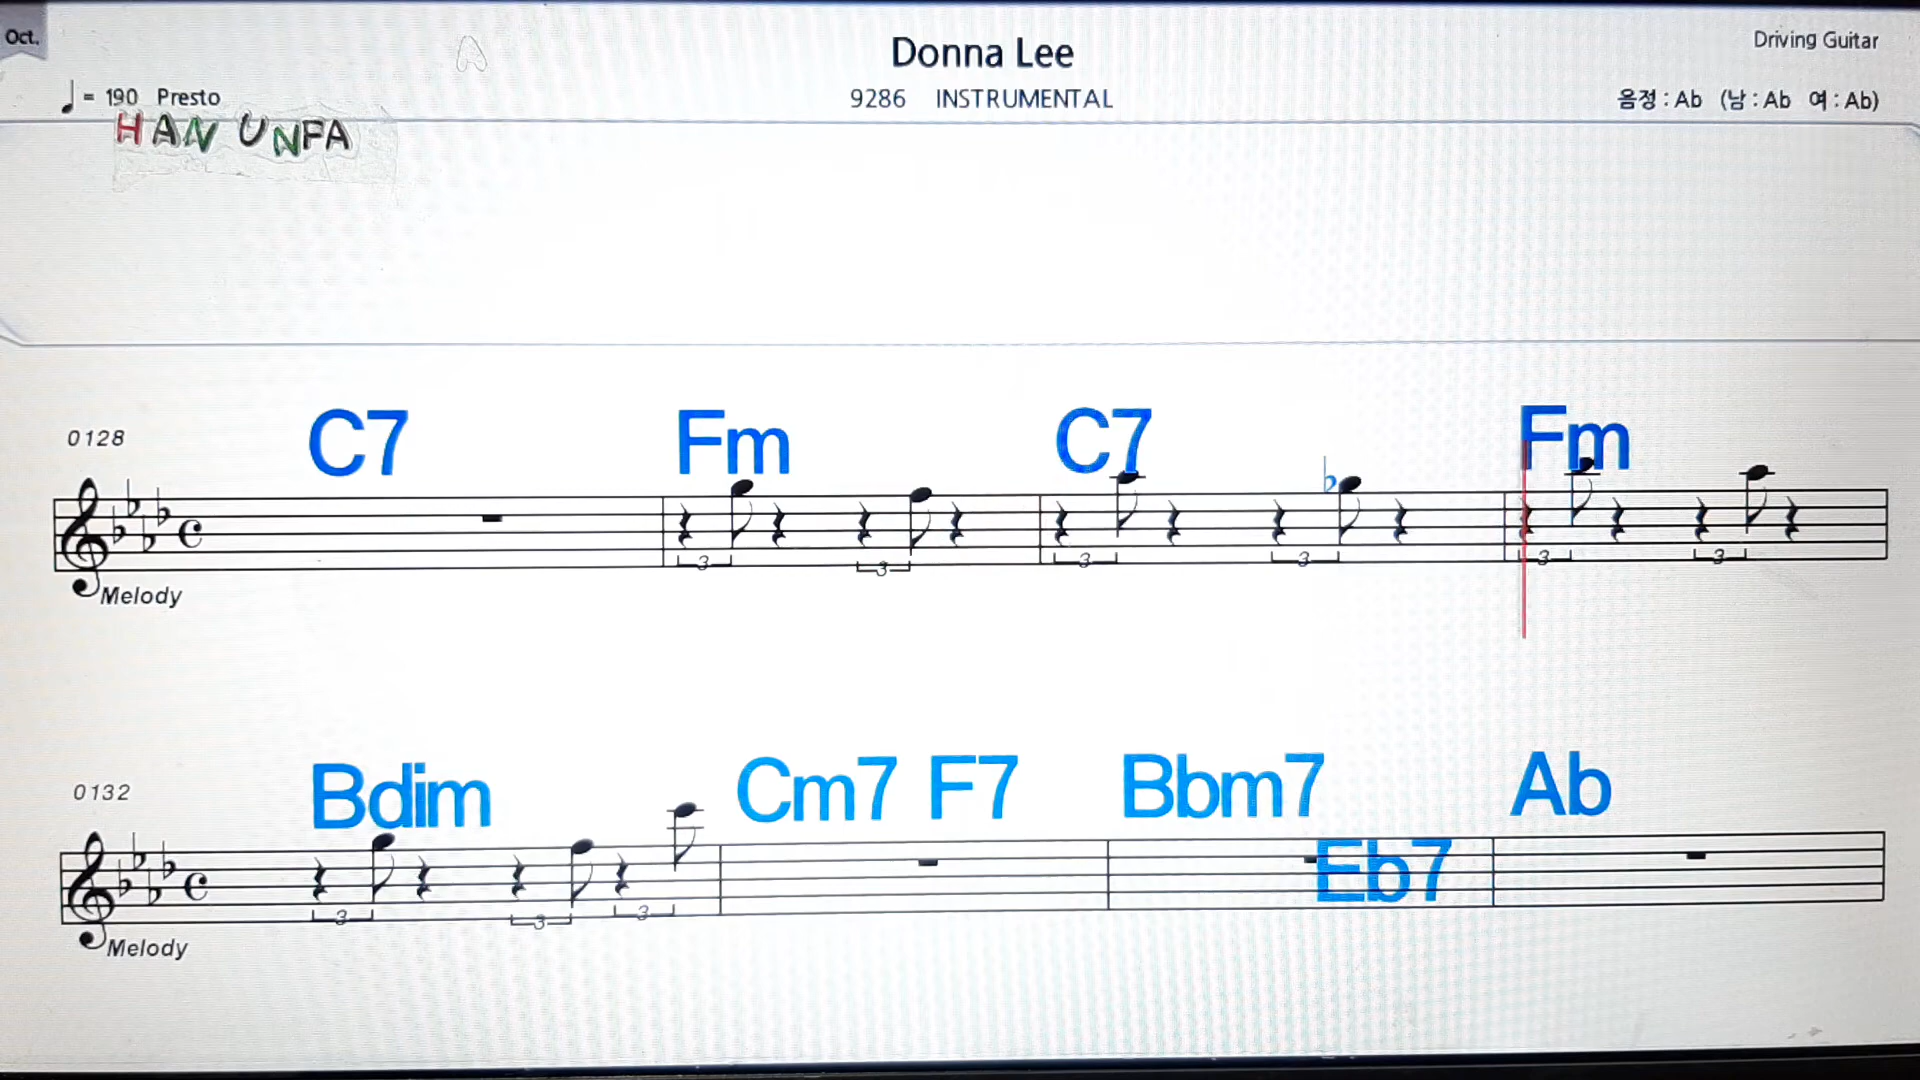 Oct.
Donna Lee
Driving Guitar
= 190 Presto
9286 INSTRUMENTAL
음정 : Ab (남 : Ab 여 : Ab)
HAN UNFA
0128
C7 Fm C7 Fm
3 3 3 3 3 3
Melody
0132
Bdim Cm7 F7 Bbm7 Ab
Eb7
3 3 3
Melody